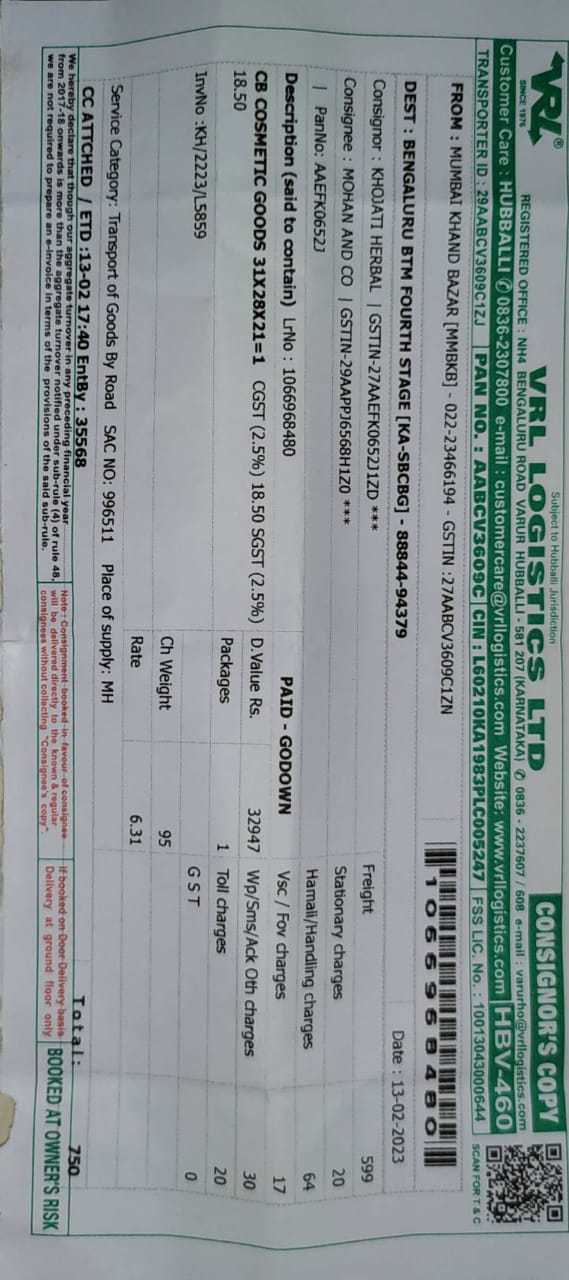 Subject to Hubballi Jurisdiction
VRL®
SINCE 1976
VRL LOGISTICS LTD
CONSIGNOR'S COPY
REGISTERED OFFICE : NH4 BENGALURU ROAD VARUR HUBBALLI - 581 207 (KARNATAKA) ✆ 0836 - 2237607 / 608 e-mail : varurho@vrllogistics.com
Customer Care : HUBBALLI ✆ 0836-2307800 e-mail : customercare@vrllogistics.com Website: www.vrllogistics.com HBV-460
TRANSPORTER ID : 29AABCV3609C1ZJ PAN NO. : AABCV3609C CIN : L60210KA1983PLC005247 FSS LIC. No. : 10013043000644
SCAN FOR T & C
FROM : MUMBAI KHAND BAZAR [MMBKB] - 022-23466194 - GSTIN :27AABCV3609C1ZN
1066968480
DEST : BENGALURU BTM FOURTH STAGE [KA-SBCBG] - 88844-94379
Date : 13-02-2023
Consignor : KHOJATI HERBAL | GSTIN-27AAEFK0652J1ZD ***
Freight 599
Consignee : MOHAN AND CO | GSTIN-29AAPPJ6568H1Z0 ***
Stationary charges 20
| PanNo: AAEFK0652J
Hamali/Handling charges 64
Description (said to contain) LrNo : 1066968480 PAID - GODOWN
Vsc / Fov charges 17
CB COSMETIC GOODS 31X28X21=1 CGST (2.5%) 18.50 SGST (2.5%)
18.50
D.Value Rs. 32947
Wp/Sms/Ack Oth charges 30
Packages 1
Toll charges 20
InvNo :KH/2223/L5859
G S T 0
Ch Weight 95
Rate 6.31
Service Category: Transport of Goods By Road SAC NO: 996511 Place of supply: MH
CC ATTCHED / ETD :13-02 17:40 EntBy : 35568
Total: 750
We hereby declare that though our aggregate turnover in any preceding financial year
from 2017-18 onwards is more than the aggregate turnover notified under sub-rule (4) of rule 48,
we are not required to prepare an e-invoice in terms of the provisions of the said sub-rule.
Note : Consignment booked in favour of consignee
will be delivered directly to the known & regular
consignees without collecting "Consignee's copy".
If booked on Door Delivery basis
Delivery at ground floor only
BOOKED AT OWNER'S RISK